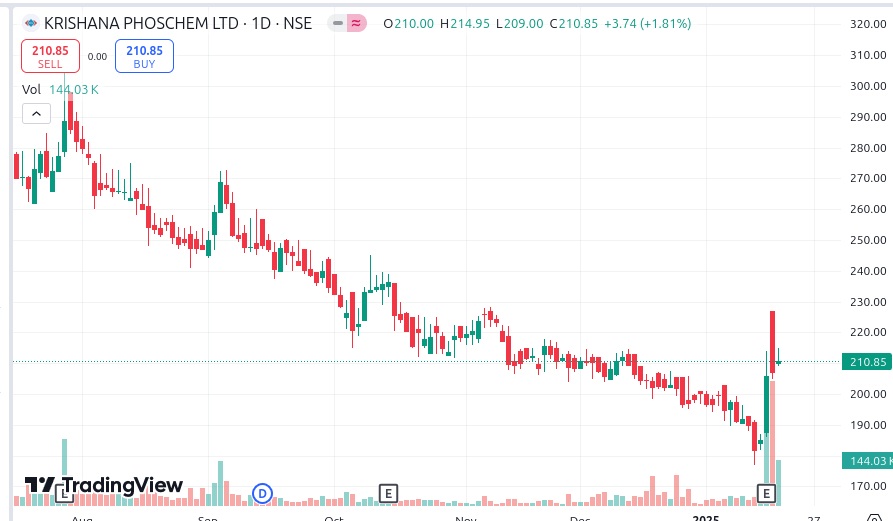 KRISHANA PHOSCHEM LTD · 1D · NSE
O210.00 H214.95 L209.00 C210.85 +3.74 (+1.81%)
210.85
SELL
0.00
210.85
BUY
Vol 144.03 K
320.00
310.00
300.00
290.00
280.00
270.00
260.00
250.00
240.00
230.00
220.00
210.85
200.00
190.00
144.03 K
170.00
TradingView
L
D
E
E
Aug
Sep
Oct
Nov
Dec
2025
27